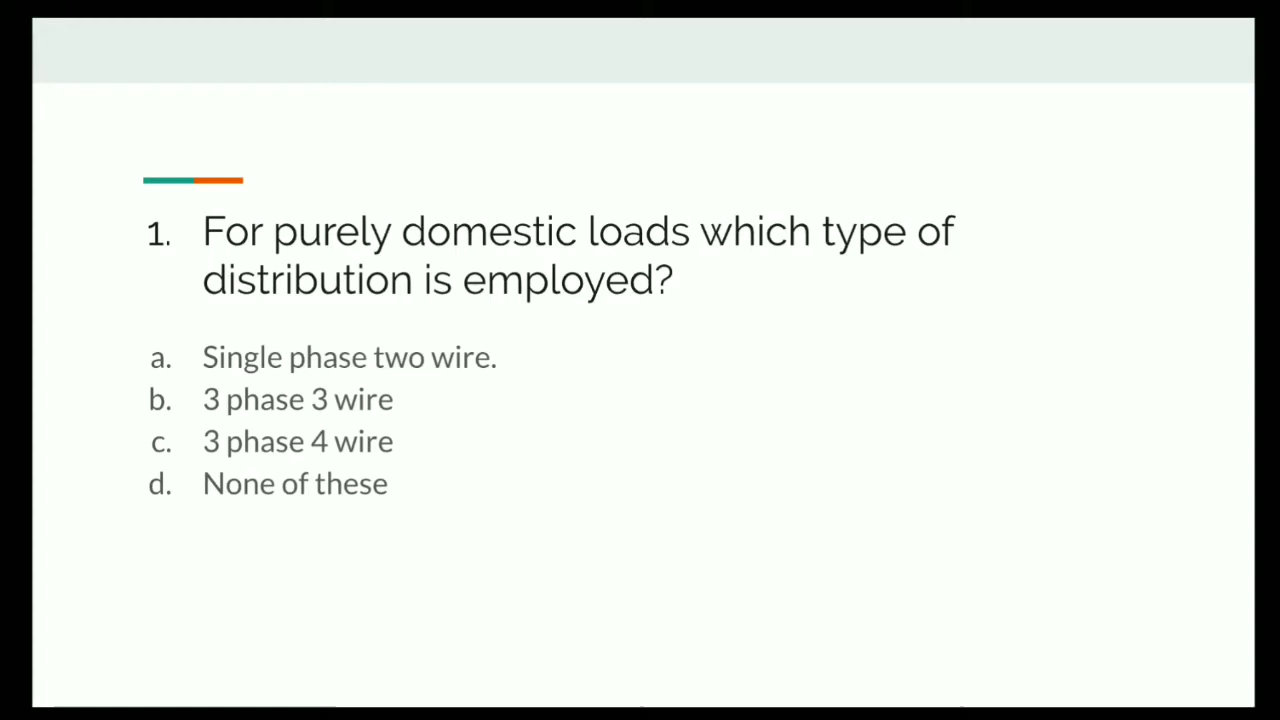 1. For purely domestic loads which type of
distribution is employed?
a. Single phase two wire.
b. 3 phase 3 wire
c. 3 phase 4 wire
d. None of these